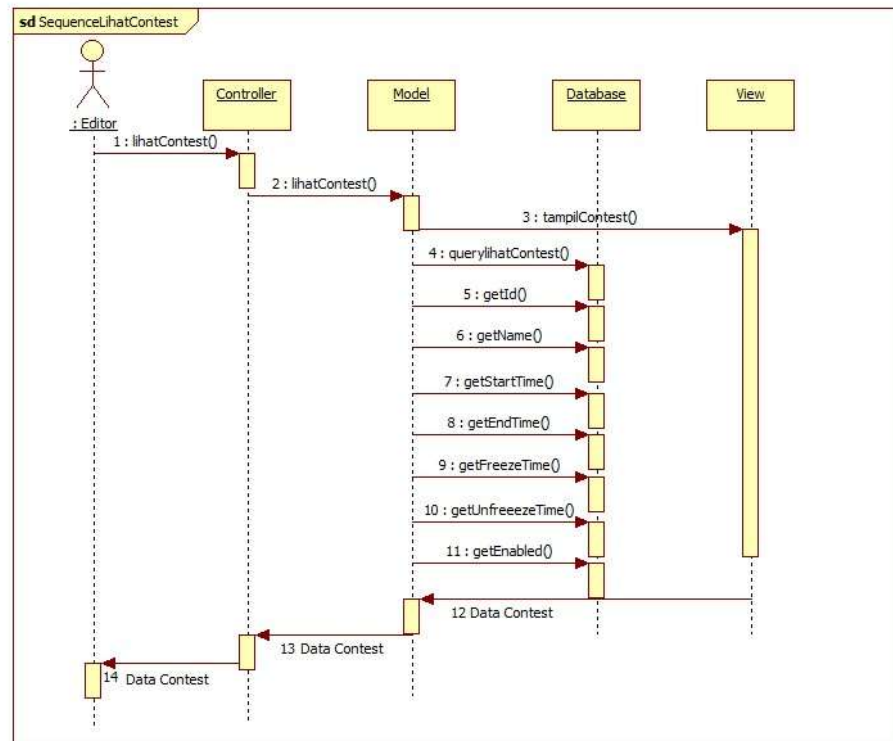 sd SequenceLihatContest
: Editor
Controller
Model
Database
View
1 : lihatContest()
2 : lihatContest()
3 : tampilContest()
4 : querylihatContest()
5 : getId()
6 : getName()
7 : getStartTime()
8 : getEndTime()
9 : getFreezeTime()
10 : getUnfreeezeTime()
11 : getEnabled()
12 Data Contest
13 Data Contest
14 Data Contest